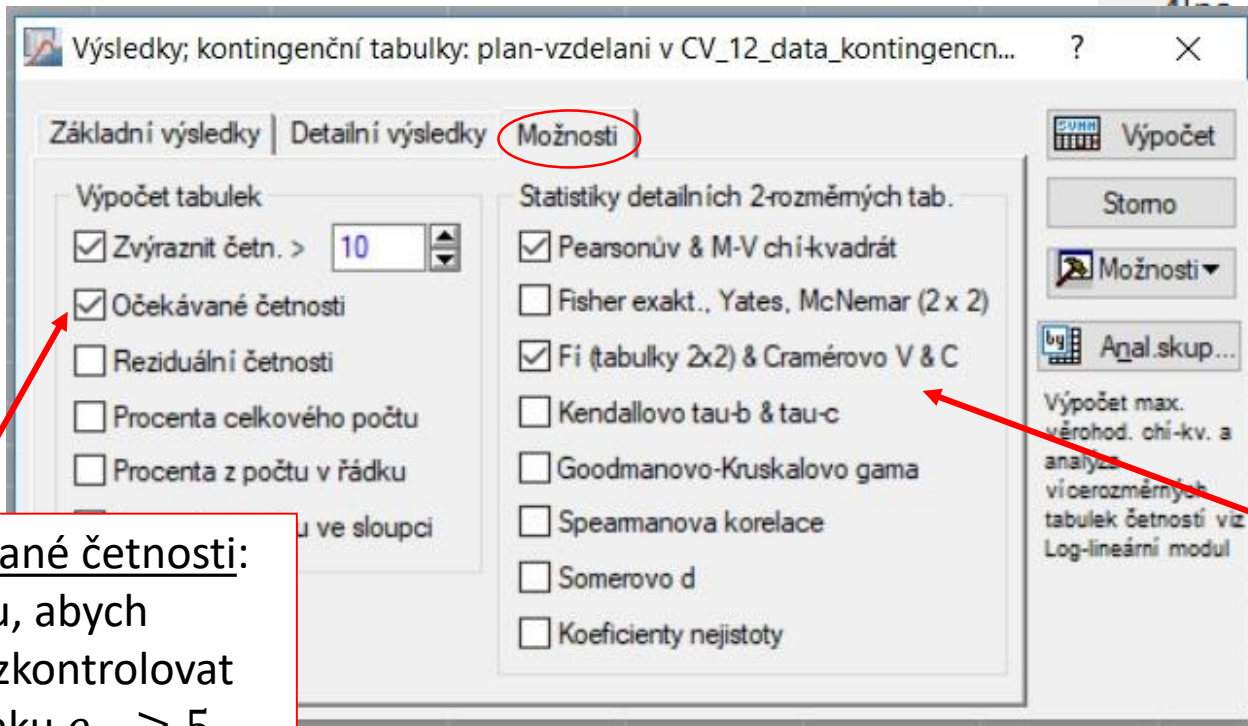 Výsledky; kontingenční tabulky: plan-vzdelani v CV_12_data_kontingencn... ? ×
Základní výsledky
Detailní výsledky
Možnosti
Výpočet tabulek
Zvýraznit četn. > 10
Očekávané četnosti
Reziduální četnosti
Procenta celkového počtu
Procenta z počtu v řádku
u ve sloupci
Statistiky detailních 2-rozměrných tab.
Pearsonův & M-V chí-kvadrát
Fisher exakt., Yates, McNemar (2 x 2)
Fí (tabulky 2x2) & Cramérovo V & C
Kendallovo tau-b & tau-c
Goodmanovo-Kruskalovo gama
Spearmanova korelace
Somerovo d
Koeficienty nejistoty
SUMM Výpočet
Storno
Možnosti
by Anal.skup...
Výpočet max.
věrohod. chí-kv. a
analýza
vícerozměrných
tabulek četností viz
Log-lineární modul
ané četnosti:
u, abych
zkontrolovat